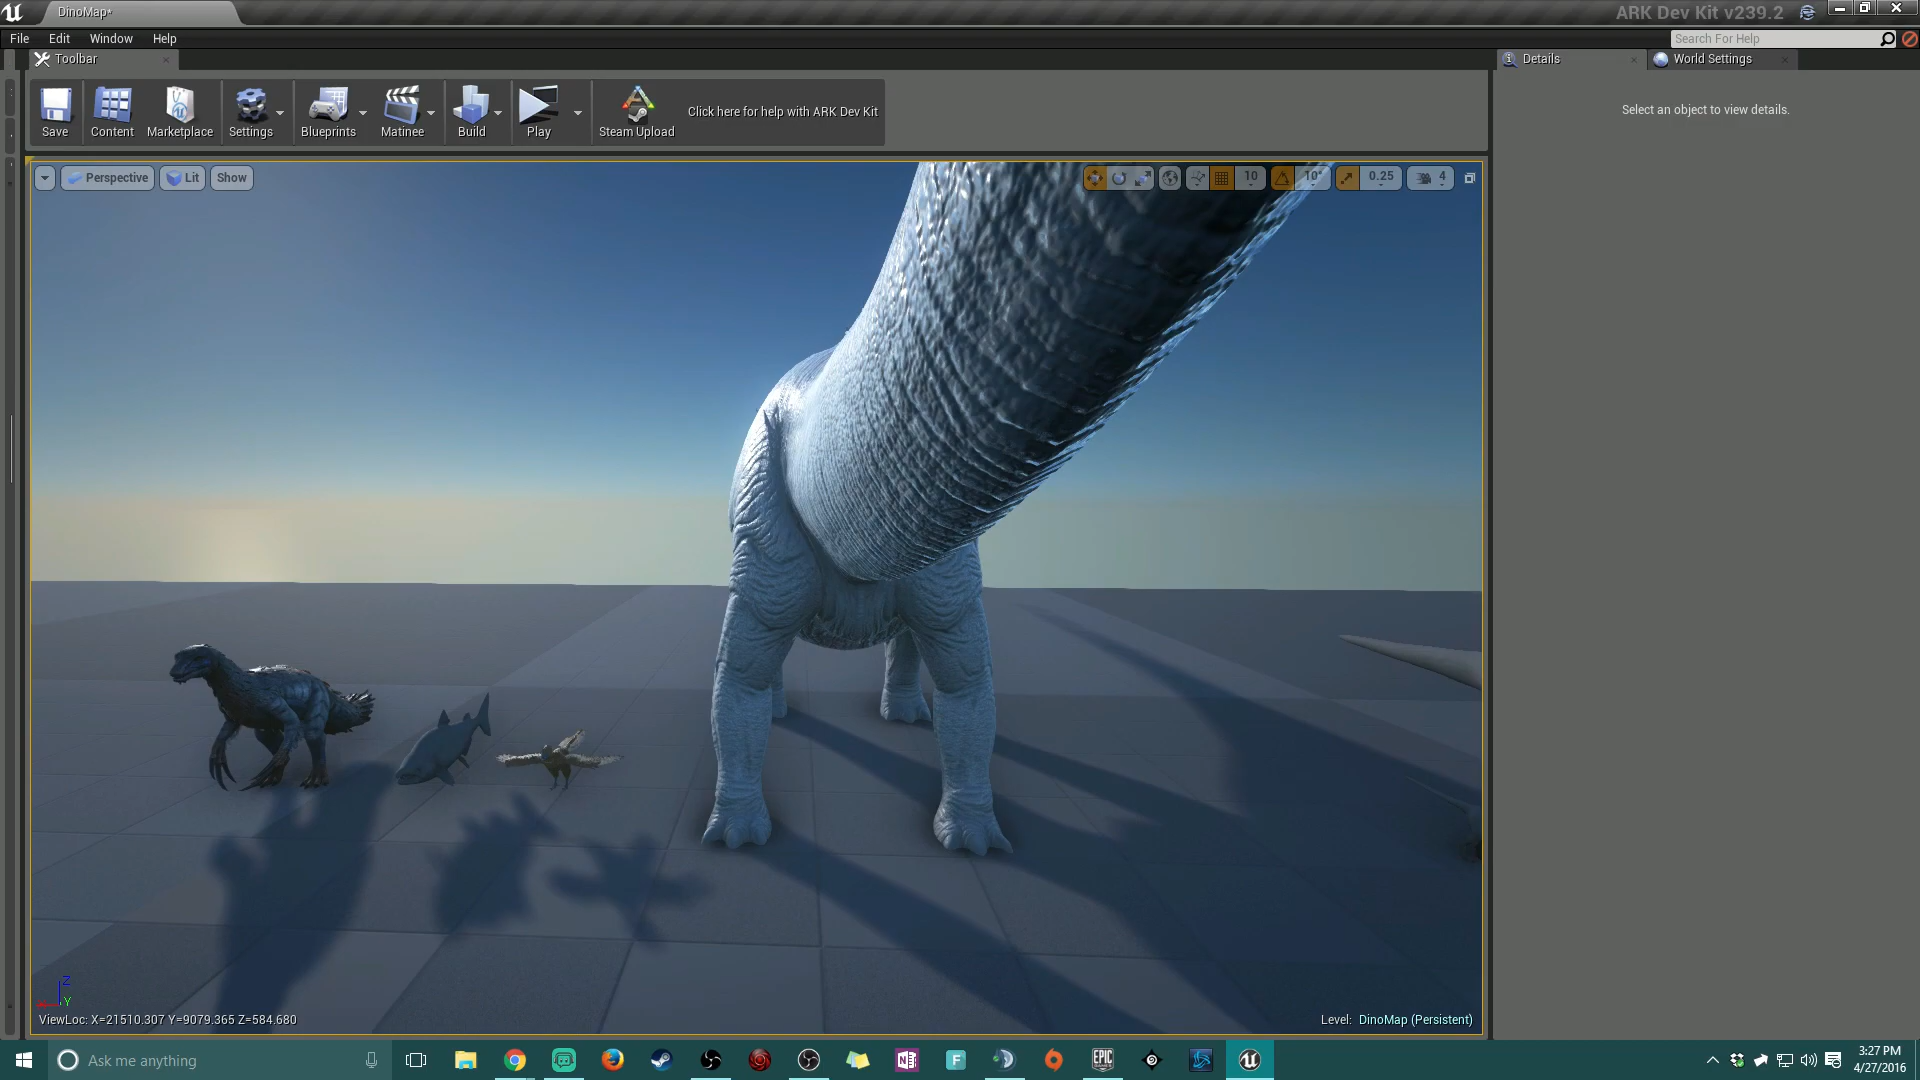 DinoMap*
ARK Dev Kit v239.2
File Edit Window Help
Search For Help
Toolbar
Details
World Settings
Save
Content
Marketplace
Settings
Blueprints
Matinee
Build
Play
Steam Upload
Click here for help with ARK Dev Kit
Select an object to view details.
Perspective
Lit
Show
10
10°
0.25
4
Z
Y
ViewLoc: X=21510.307 Y=9079.365 Z=584.680
Level: DinoMap (Persistent)
Ask me anything
EPIC
3:27 PM
4/27/2016